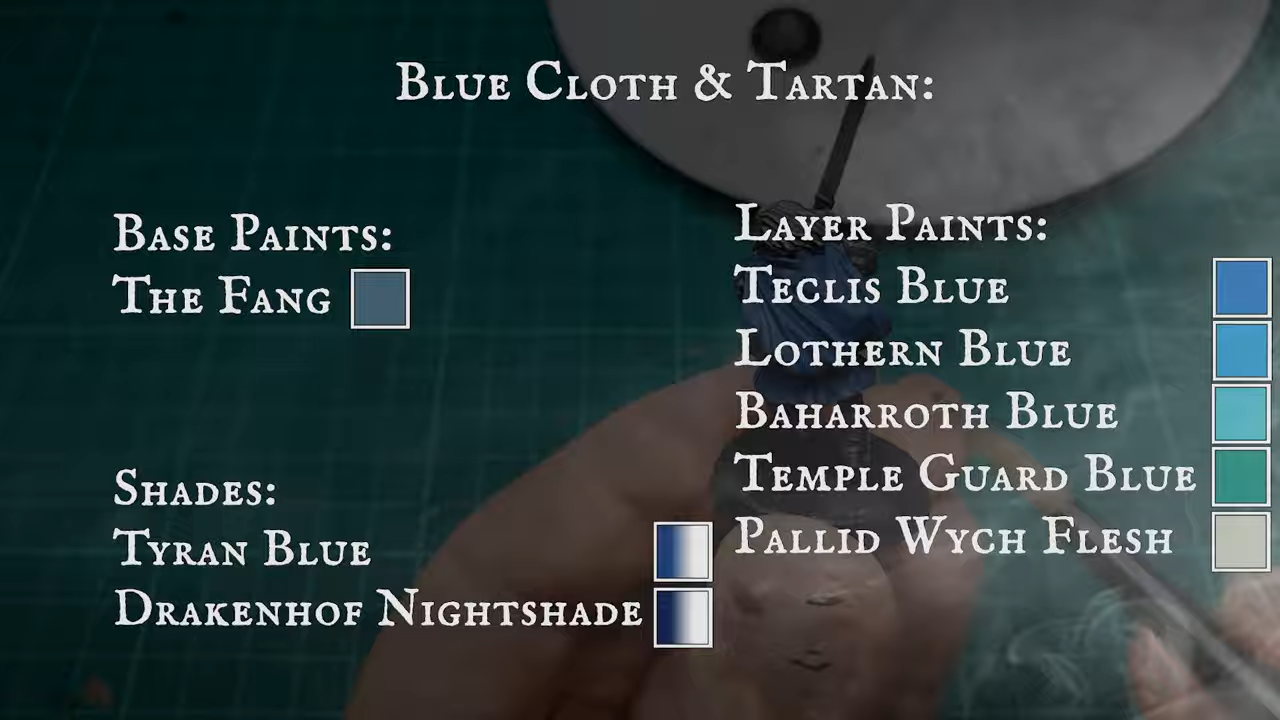 Blue Cloth & Tartan:
Base Paints:
The Fang
Shades:
Tyran Blue
Drakenhof Nightshade
Layer Paints:
Teclis Blue
Lothern Blue
Baharroth Blue
Temple Guard Blue
Pallid Wych Flesh